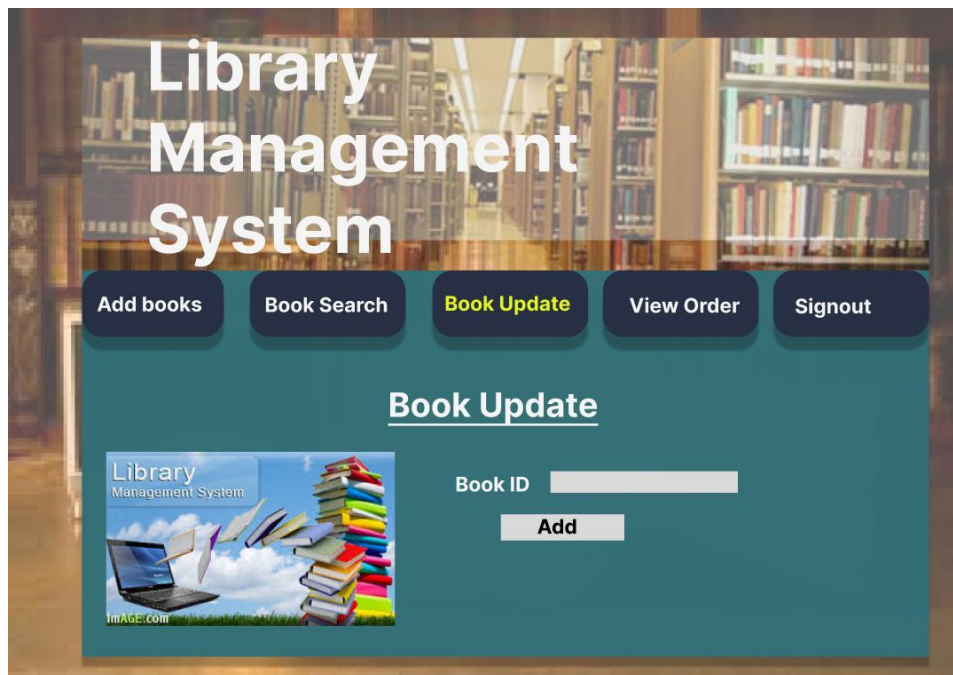 Library
Management
System
Add books
Book Search
Book Update
View Order
Signout
Book Update
Library
Management System
Book ID
Add
ImAGE.com